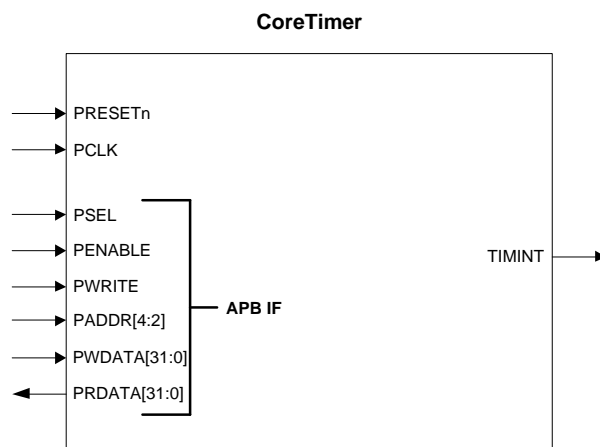 CoreTimer
PRESETn
PCLK
PSEL
PENABLE
PWRITE
PADDR[4:2]
PWDATA[31:0]
PRDATA[31:0]
APB IF
TIMINT